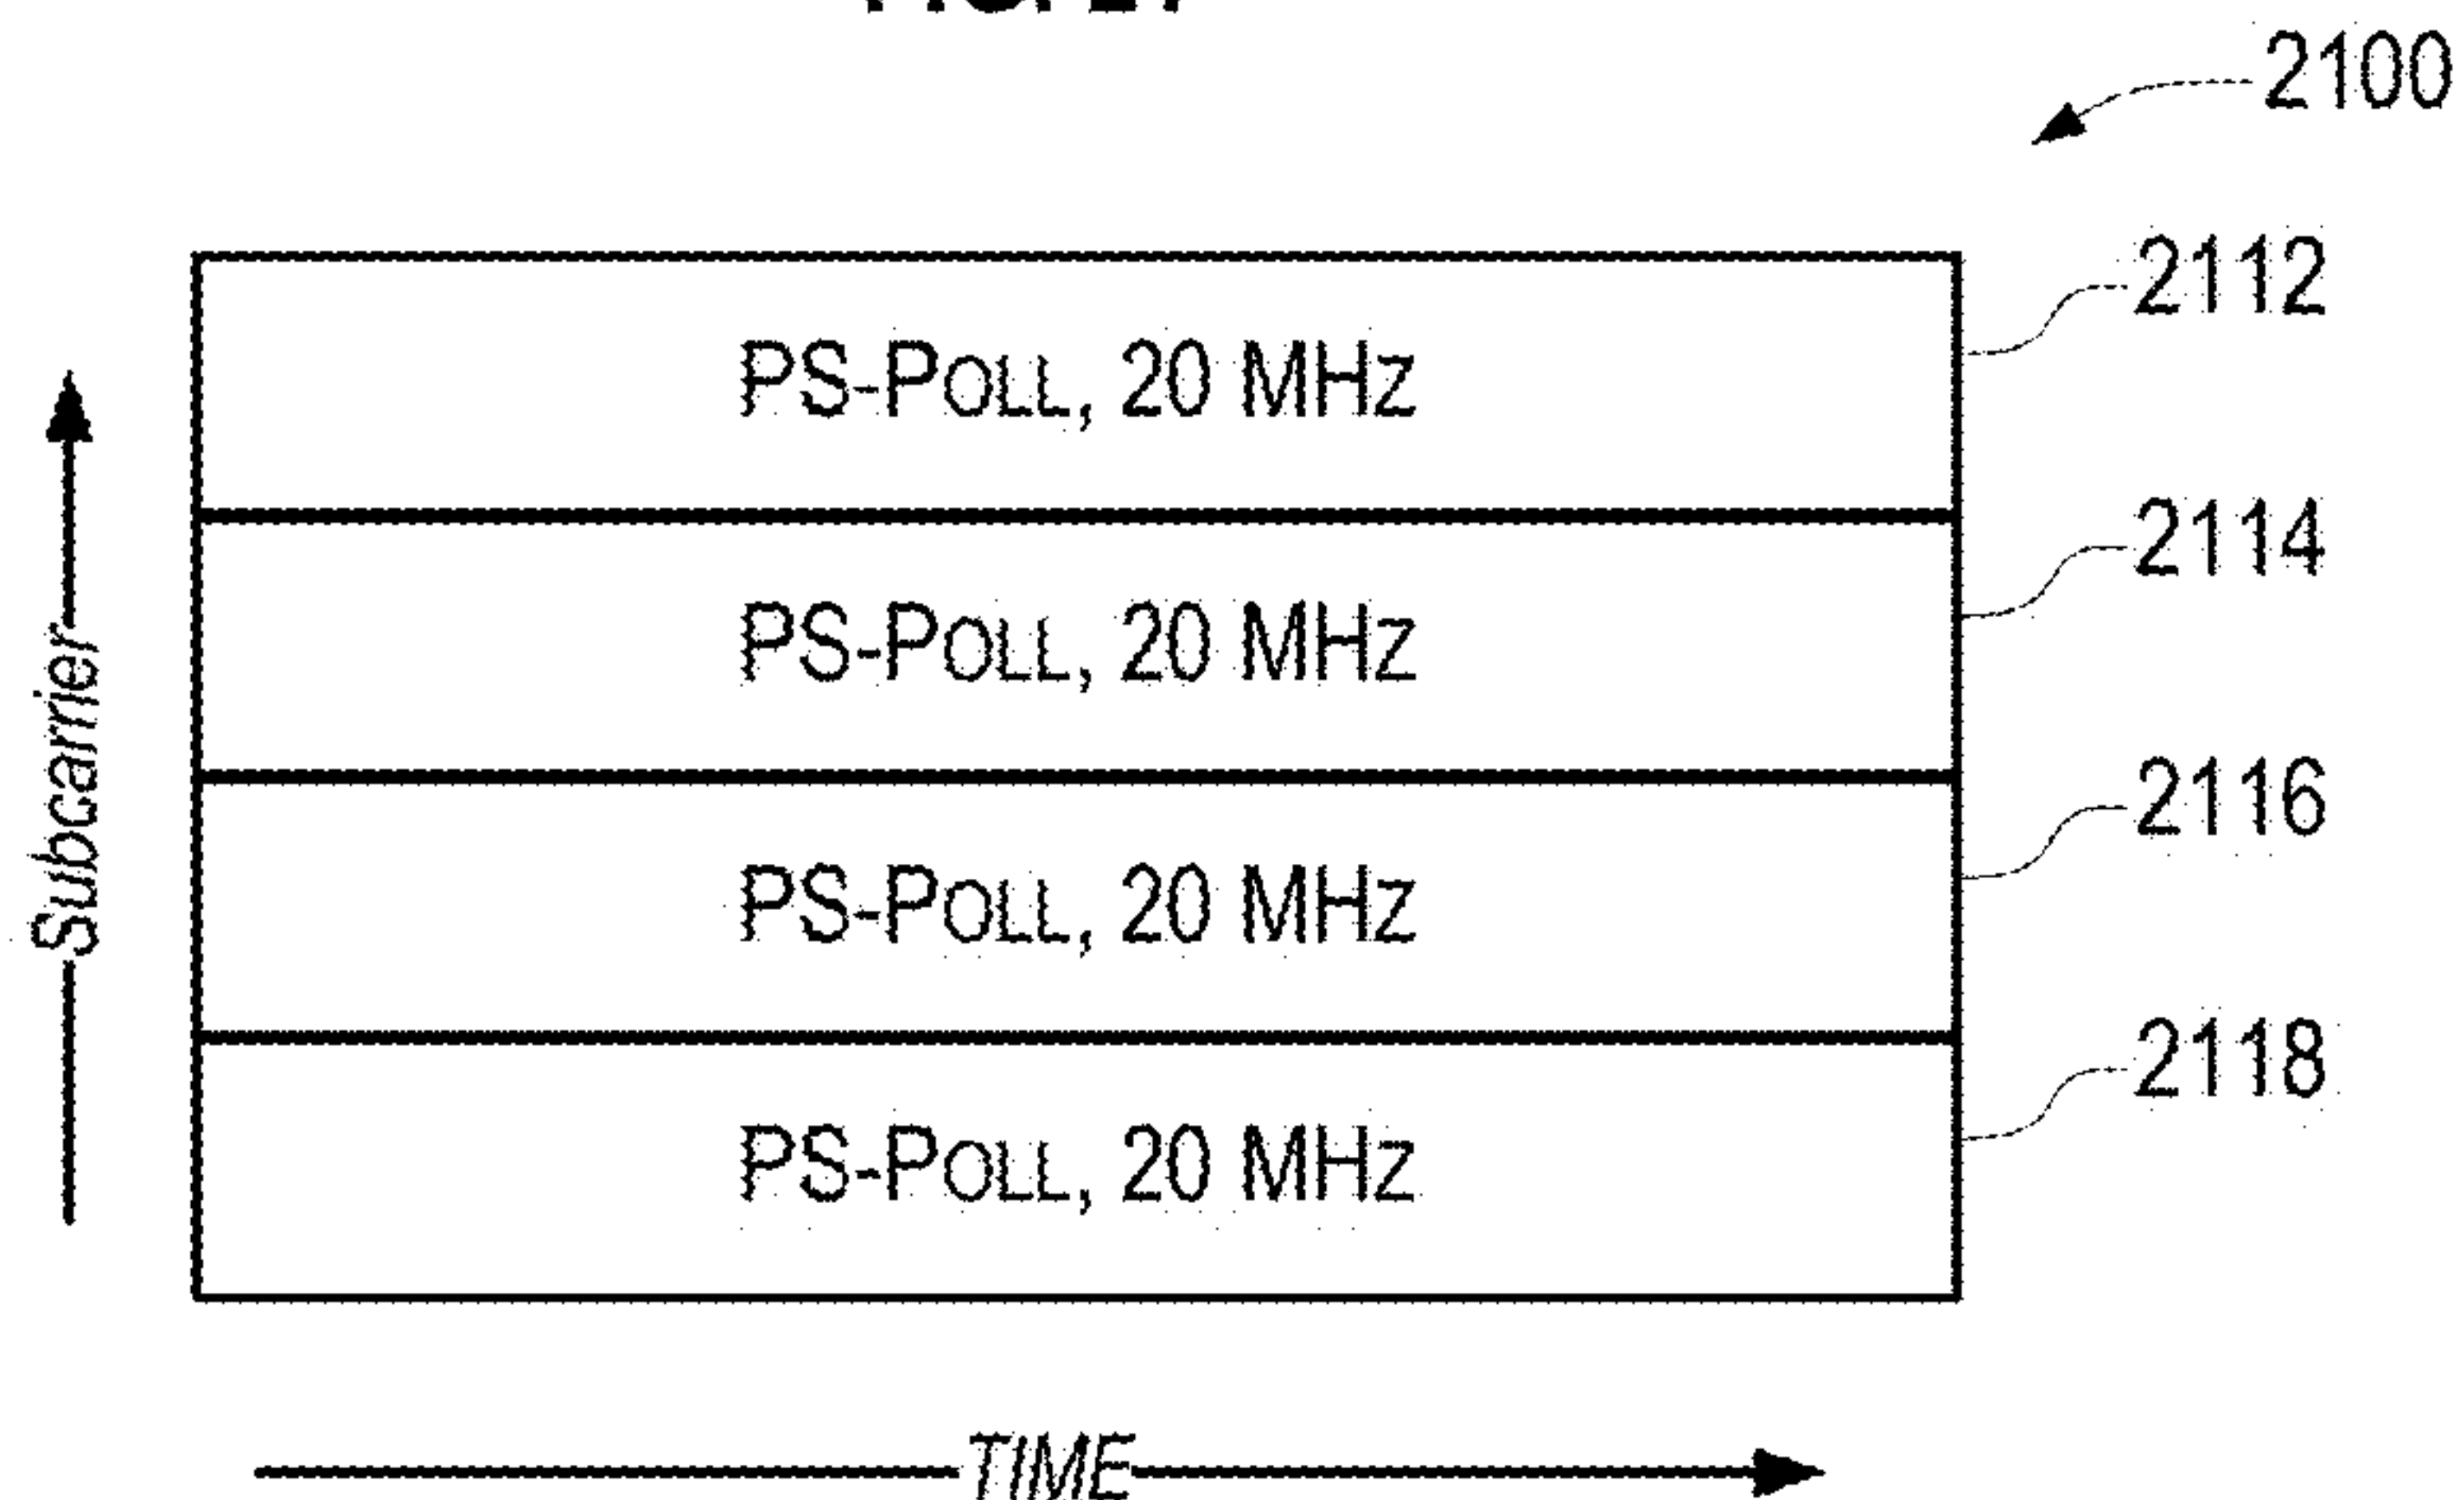 2100
2112
PS-POLL, 20 MHz
2114
PS-POLL, 20 MHz
2116
PS-POLL, 20 MHz
2118
PS-POLL, 20 MHz
Subcarrier
TIME